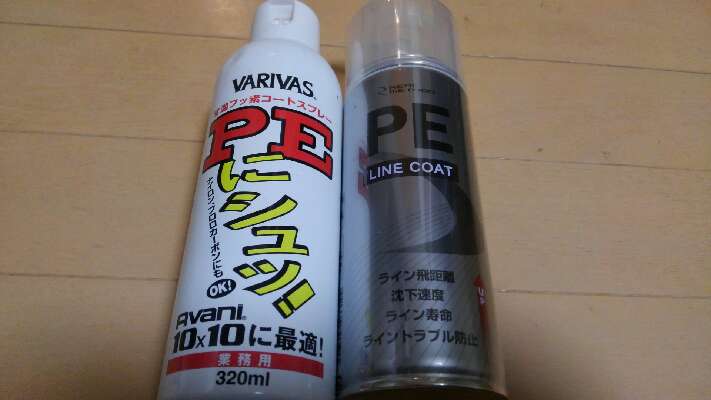 VARIVAS®
フッ素コートスプレー
PEにシュッ!
ナイロン、フロロカーボンにも
OK!
Avani®
10×10に最適!
業務用
320ml
PE
LINE COAT
ライン飛距離
沈下速度
ライン寿命
ライントラブル防止